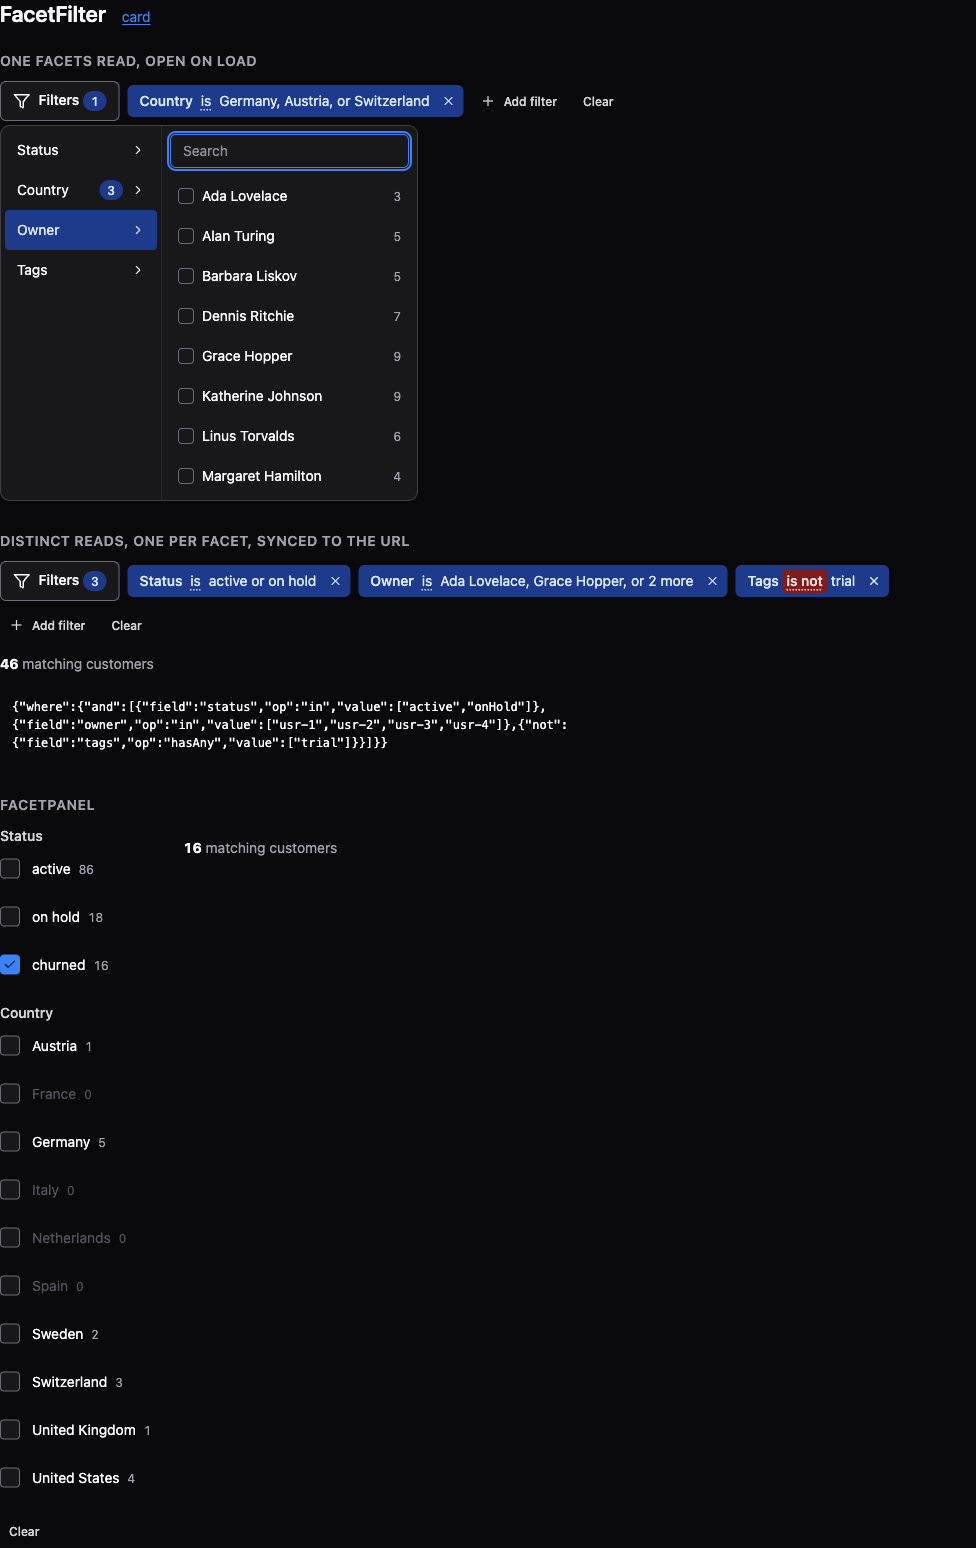 FacetFilter card
ONE FACETS READ, OPEN ON LOAD
Filters 1 Country is Germany, Austria, or Switzerland × + Add filter Clear
Status
Country 3
Owner
Tags
Search
Ada Lovelace 3
Alan Turing 5
Barbara Liskov 5
Dennis Ritchie 7
Grace Hopper 9
Katherine Johnson 9
Linus Torvalds 6
Margaret Hamilton 4
DISTINCT READS, ONE PER FACET, SYNCED TO THE URL
Filters 3 Status is active or on hold × Owner is Ada Lovelace, Grace Hopper, or 2 more × Tags is not trial ×
+ Add filter Clear
46 matching customers
{"where":{"and":[{"field":"status","op":"in","value":["active","onHold"]},
{"field":"owner","op":"in","value":["usr-1","usr-2","usr-3","usr-4"]},{"not":
{"field":"tags","op":"hasAny","value":["trial"]}}]}}
FACETPANEL
Status
16 matching customers
active 86
on hold 18
churned 16
Country
Austria 1
France 0
Germany 5
Italy 0
Netherlands 0
Spain 0
Sweden 2
Switzerland 3
United Kingdom 1
United States 4
Clear